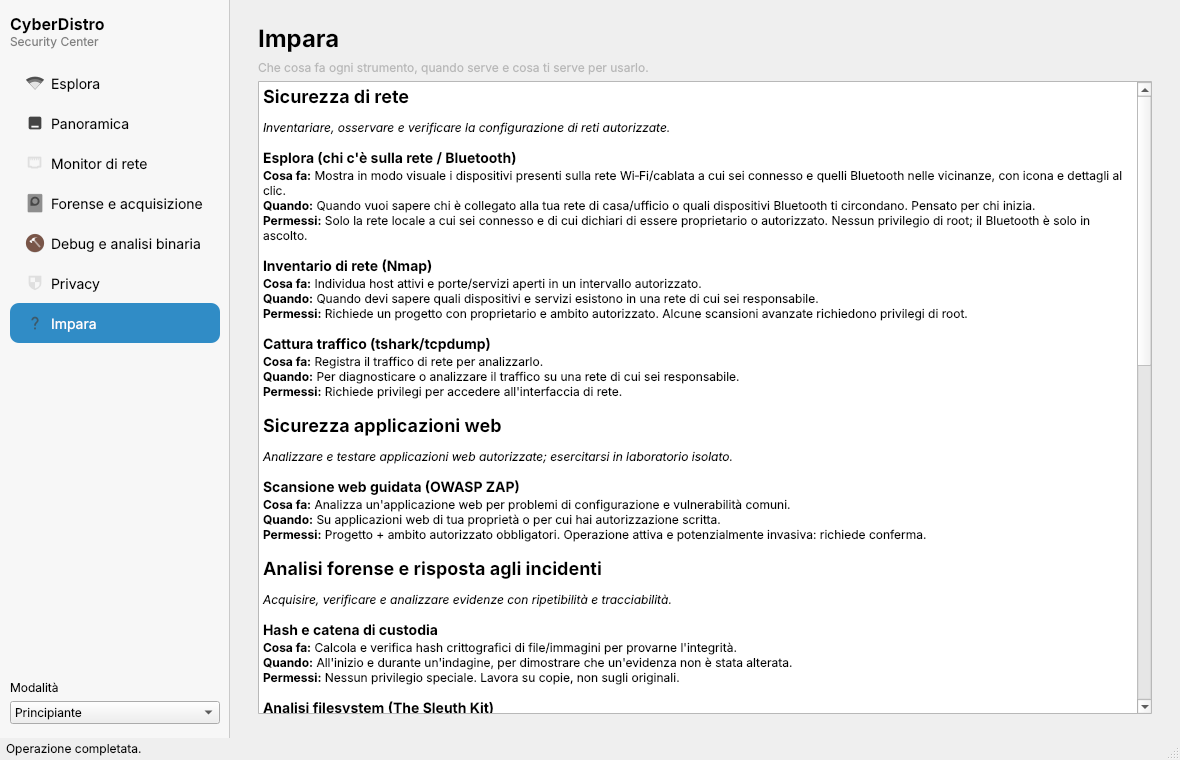 CyberDistro
Security Center
Esplora
Panoramica
Monitor di rete
Forense e acquisizione
Debug e analisi binaria
Privacy
? Impara
Modalità
Principiante
Operazione completata.
Impara
Che cosa fa ogni strumento, quando serve e cosa ti serve per usarlo.
Sicurezza di rete
Inventariare, osservare e verificare la configurazione di reti autorizzate.
Esplora (chi c'è sulla rete / Bluetooth)
Cosa fa: Mostra in modo visuale i dispositivi presenti sulla rete Wi-Fi/cablata a cui sei connesso e quelli Bluetooth nelle vicinanze, con icona e dettagli al
clic.
Quando: Quando vuoi sapere chi è collegato alla tua rete di casa/ufficio o quali dispositivi Bluetooth ti circondano. Pensato per chi inizia.
Permessi: Solo la rete locale a cui sei connesso e di cui dichiari di essere proprietario o autorizzato. Nessun privilegio di root; il Bluetooth è solo in
ascolto.
Inventario di rete (Nmap)
Cosa fa: Individua host attivi e porte/servizi aperti in un intervallo autorizzato.
Quando: Quando devi sapere quali dispositivi e servizi esistono in una rete di cui sei responsabile.
Permessi: Richiede un progetto con proprietario e ambito autorizzato. Alcune scansioni avanzate richiedono privilegi di root.
Cattura traffico (tshark/tcpdump)
Cosa fa: Registra il traffico di rete per analizzarlo.
Quando: Per diagnosticare o analizzare il traffico su una rete di cui sei responsabile.
Permessi: Richiede privilegi per accedere all'interfaccia di rete.
Sicurezza applicazioni web
Analizzare e testare applicazioni web autorizzate; esercitarsi in laboratorio isolato.
Scansione web guidata (OWASP ZAP)
Cosa fa: Analizza un'applicazione web per problemi di configurazione e vulnerabilità comuni.
Quando: Su applicazioni web di tua proprietà o per cui hai autorizzazione scritta.
Permessi: Progetto + ambito autorizzato obbligatori. Operazione attiva e potenzialmente invasiva: richiede conferma.
Analisi forense e risposta agli incidenti
Acquisire, verificare e analizzare evidenze con ripetibilità e tracciabilità.
Hash e catena di custodia
Cosa fa: Calcola e verifica hash crittografici di file/immagini per provarne l'integrità.
Quando: All'inizio e durante un'indagine, per dimostrare che un'evidenza non è stata alterata.
Permessi: Nessun privilegio speciale. Lavora su copie, non sugli originali.
Analisi filesystem (The Sleuth Kit)